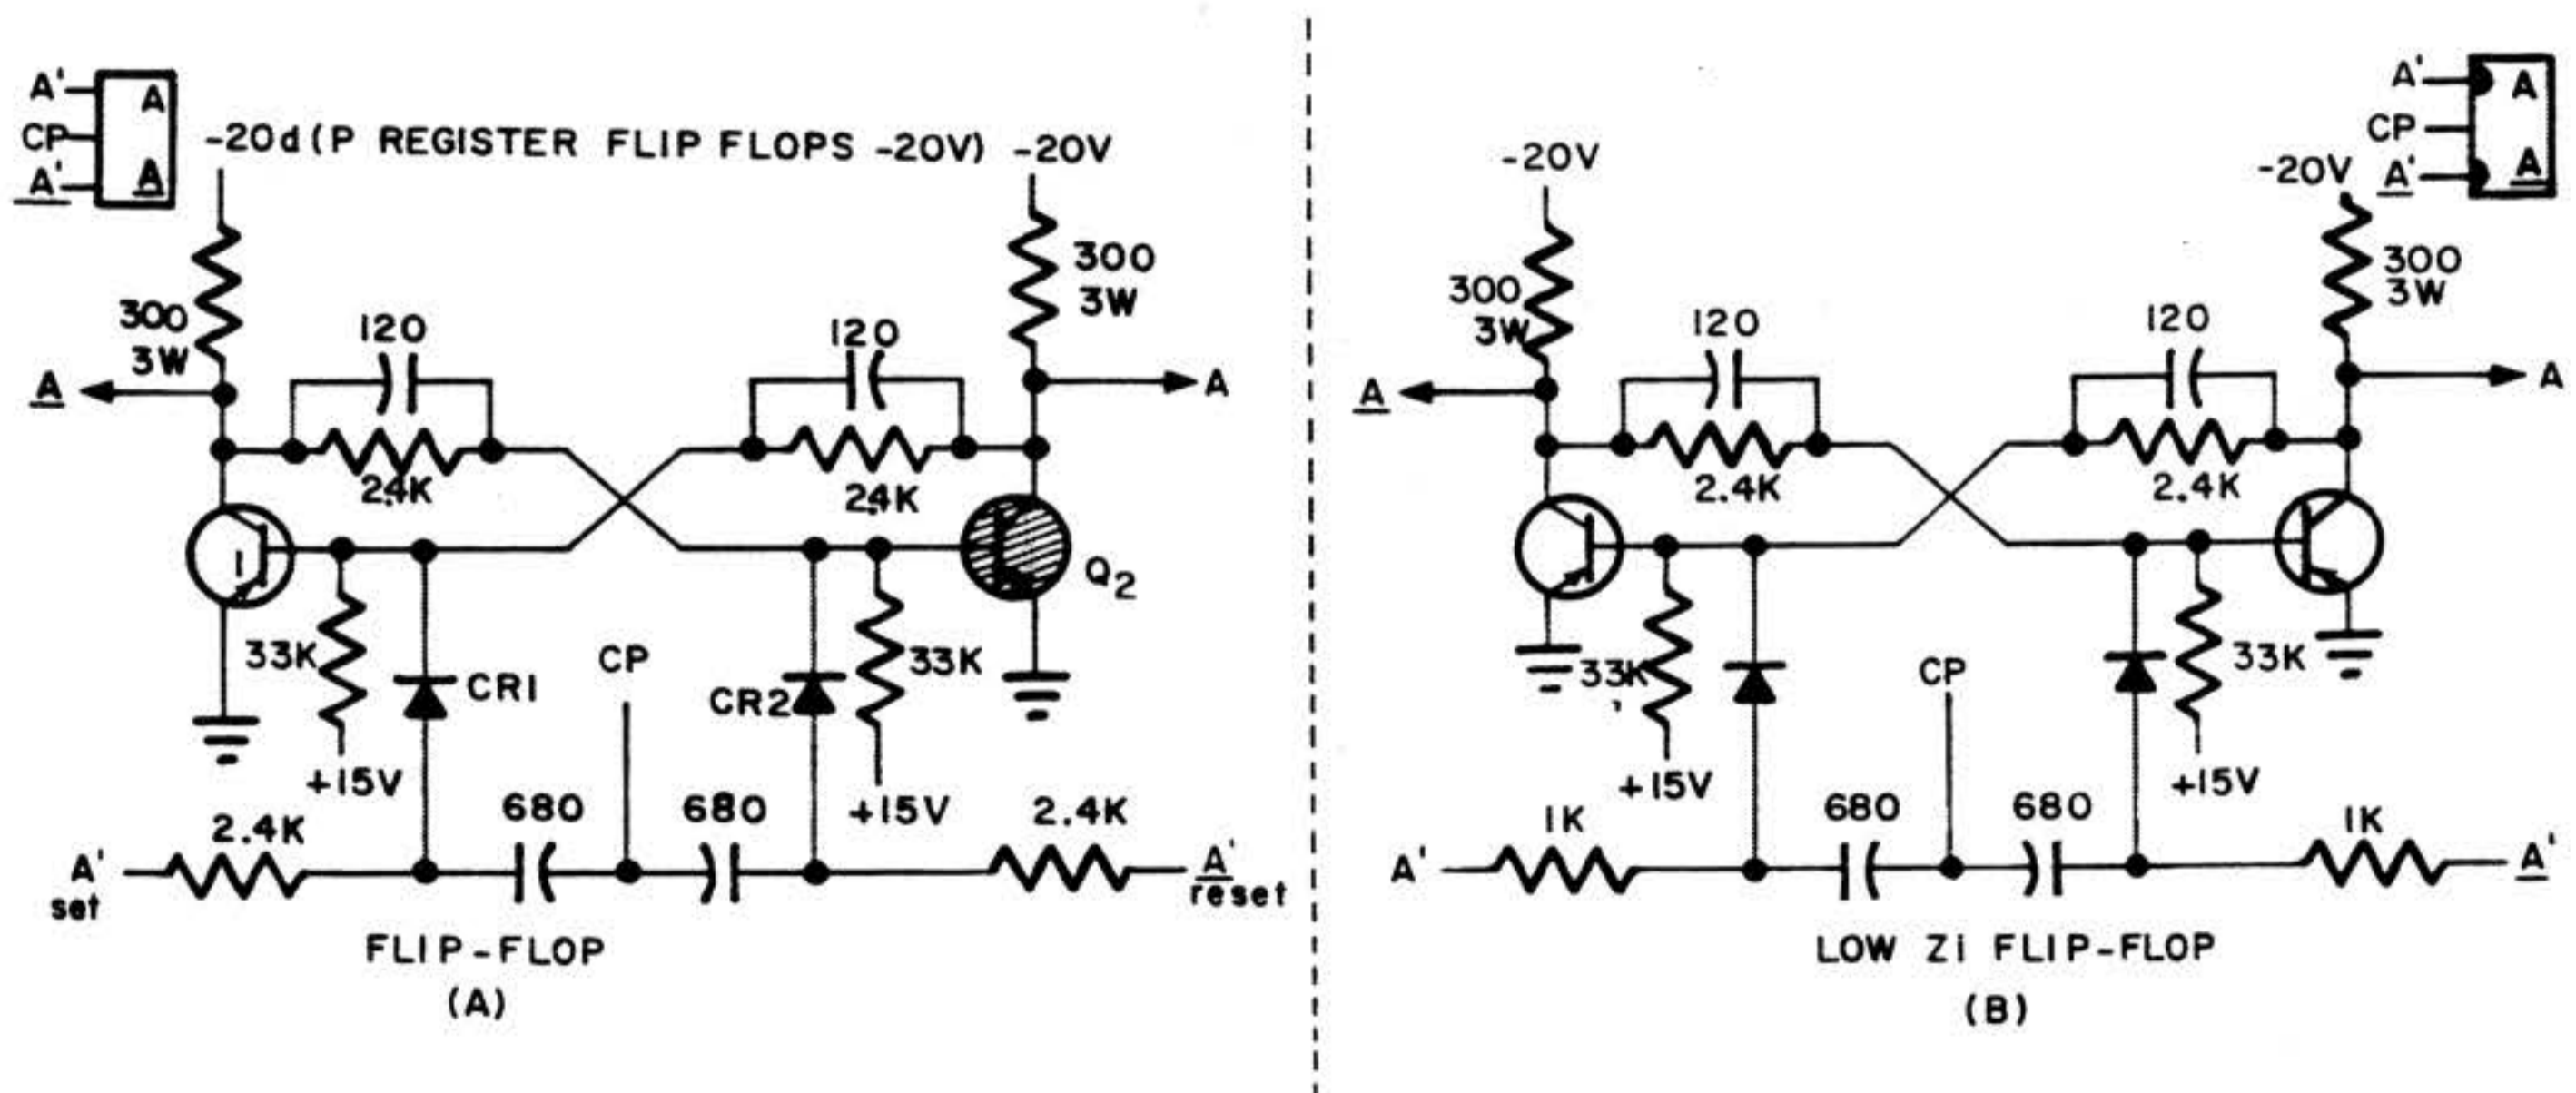 A'
CP
A'
A
A
-20d (P REGISTER FLIP FLOPS -20V) -20V
300
3W
120
120
300
3W
A
A
2.4K
2.4K
1
Q2
33K
CR1
CP
CR2
33K
+15V
+15V
2.4K
680
680
2.4K
A'
set
A'
reset
FLIP-FLOP
(A)
A'
CP
A'
A
A
-20V
-20V
300
3W
120
120
300
3W
A
A
2.4K
2.4K
33K
CP
33K
+15V
+15V
1K
680
680
1K
A'
A'
LOW Zi FLIP-FLOP
(B)